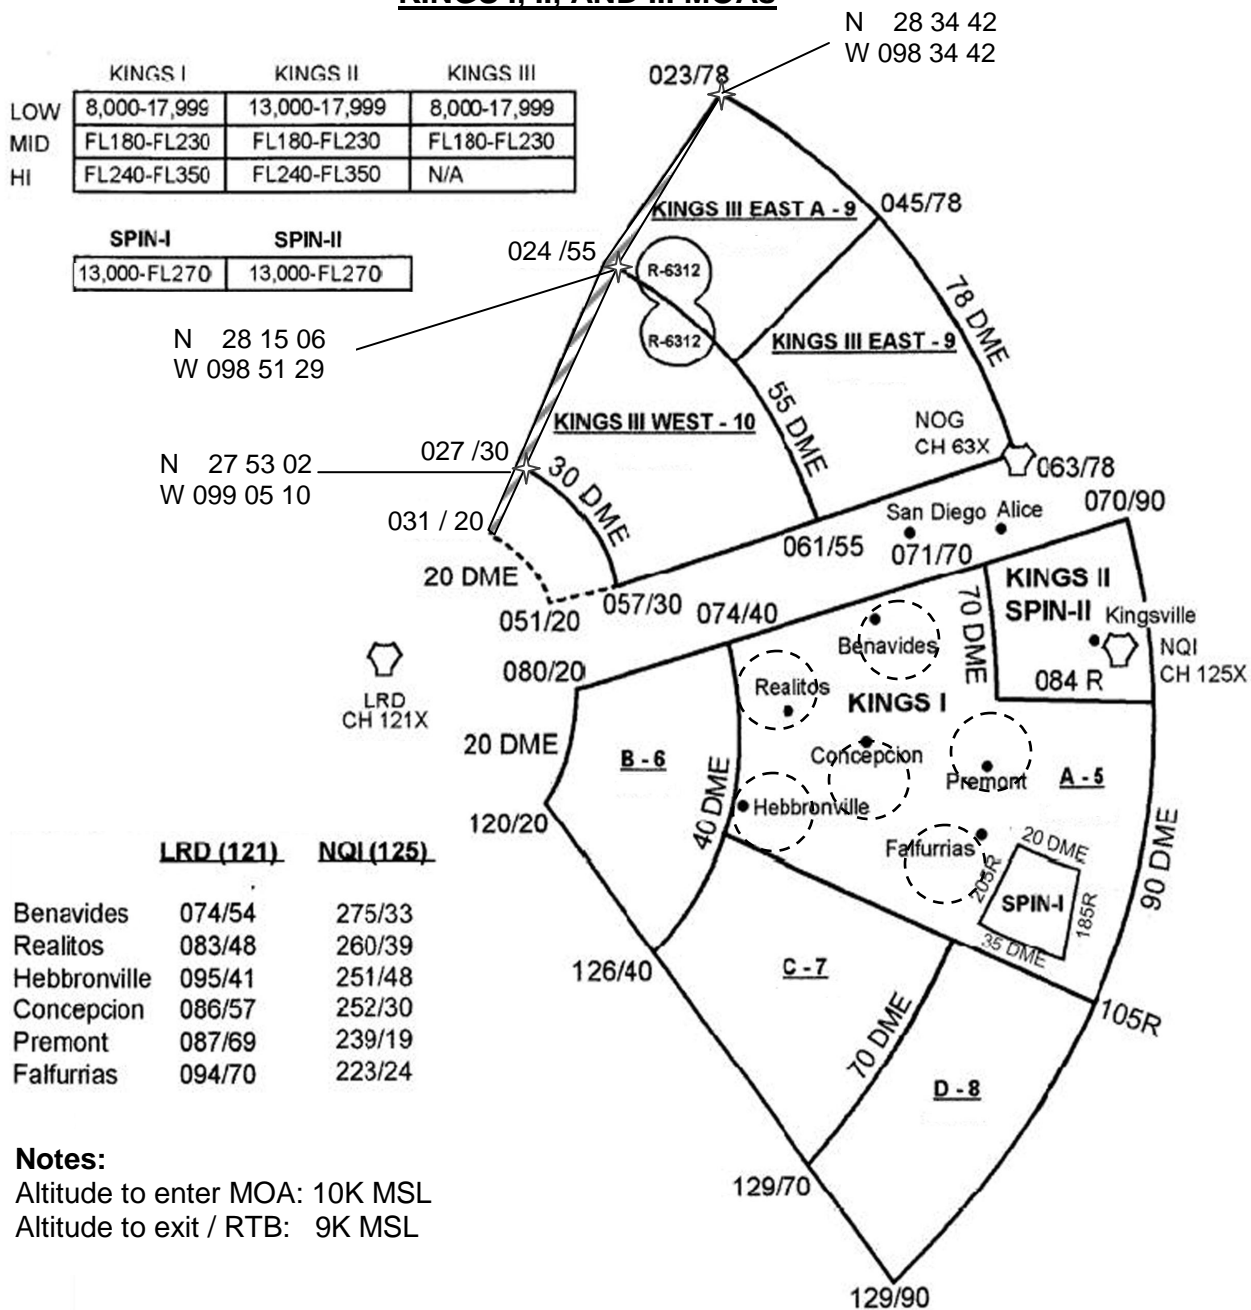 KINGS I, II, AND III MOAS
N 28 34 42
W 098 34 42
KINGS I KINGS II KINGS III
LOW 8,000-17,999 13,000-17,999 8,000-17,999
MID FL180-FL230 FL180-FL230 FL180-FL230
HI FL240-FL350 FL240-FL350 N/A
SPIN-I SPIN-II
13,000-FL270 13,000-FL270
023/78
KINGS III EAST A - 9
045/78
024 /55
R-6312
R-6312
78 DME
KINGS III EAST - 9
N 28 15 06
W 098 51 29
55 DME
KINGS III WEST - 10
NOG
CH 63X
063/78
027 /30
N 27 53 02
W 099 05 10
30 DME
031 / 20
070/90
San Diego Alice
061/55
071/70
20 DME
051/20
057/30
074/40
70 DME
KINGS II
SPIN-II
Kingsville
NQI
CH 125X
084 R
Benavides
080/20
LRD
CH 121X
Realitos
KINGS I
20 DME
B - 6
Concepcion
Premont
A - 5
40 DME
Hebbronville
120/20
Falfurrias
20 DME
205R
SPIN-I
185R
35 DME
90 DME
LRD (121) NQI (125)
Benavides 074/54 275/33
Realitos 083/48 260/39
Hebbronville 095/41 251/48
Concepcion 086/57 252/30
Premont 087/69 239/19
Falfurrias 094/70 223/24
126/40
C - 7
105R
70 DME
D - 8
129/70
129/90
Notes:
Altitude to enter MOA: 10K MSL
Altitude to exit / RTB: 9K MSL